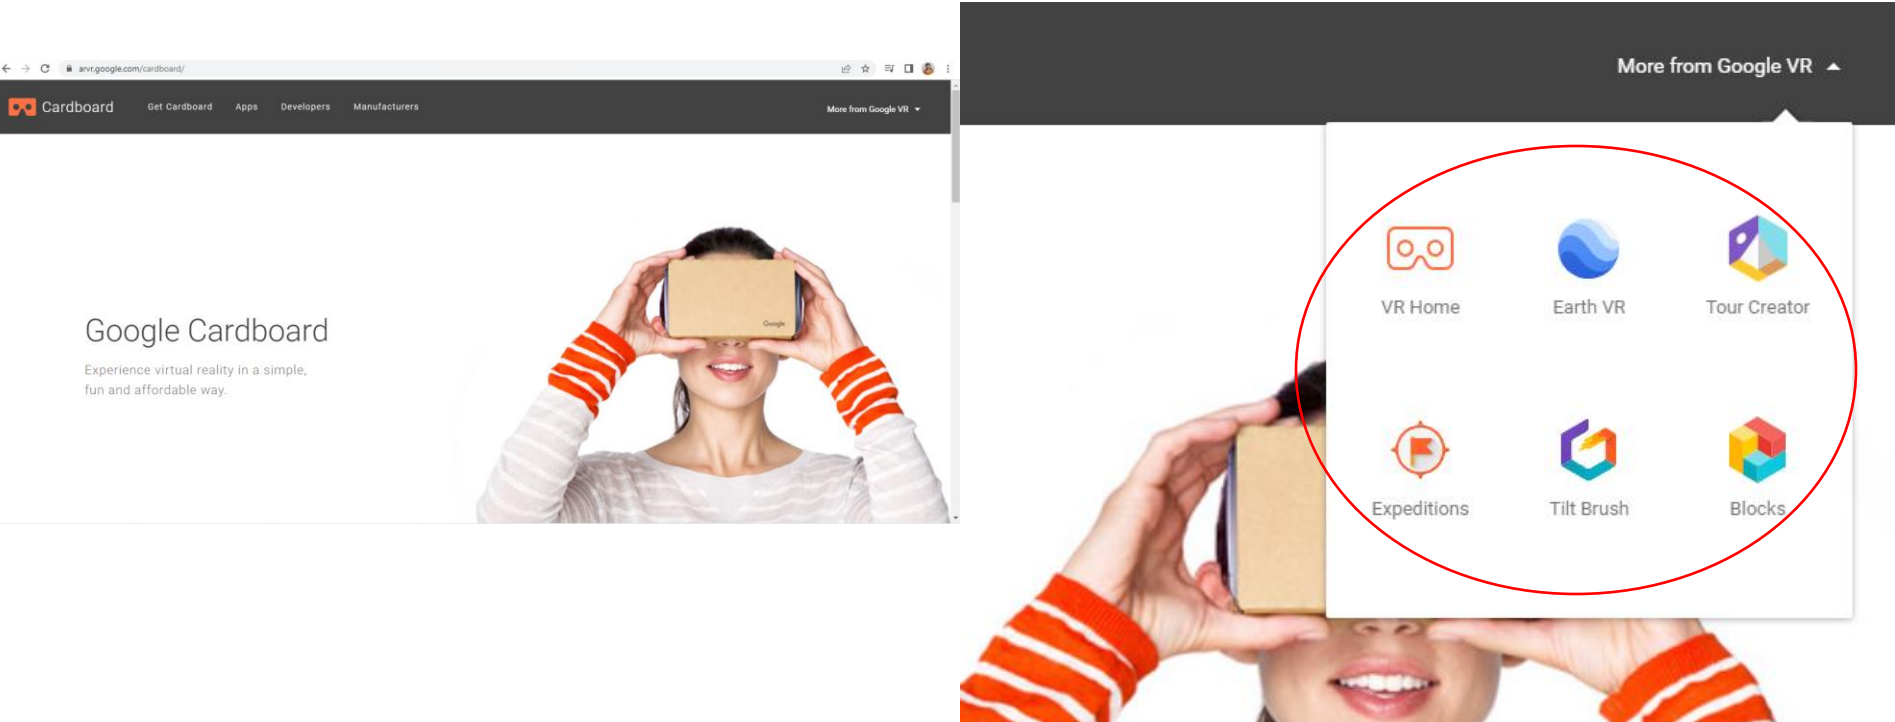 arvr.google.com/cardboard/
Cardboard Get Cardboard Apps Developers Manufacturers More from Google VR
Google Cardboard
Experience virtual reality in a simple,
fun and affordable way.
Google
More from Google VR
VR Home Earth VR Tour Creator
Expeditions Tilt Brush Blocks